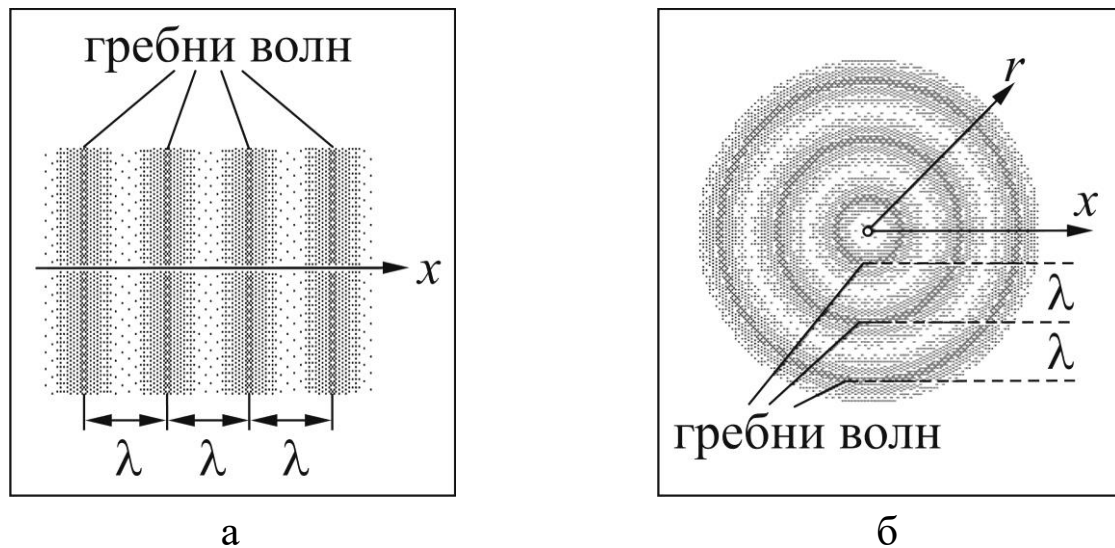 гребни волн
x
λ λ λ
а
r
x
λ
λ
гребни волн
б